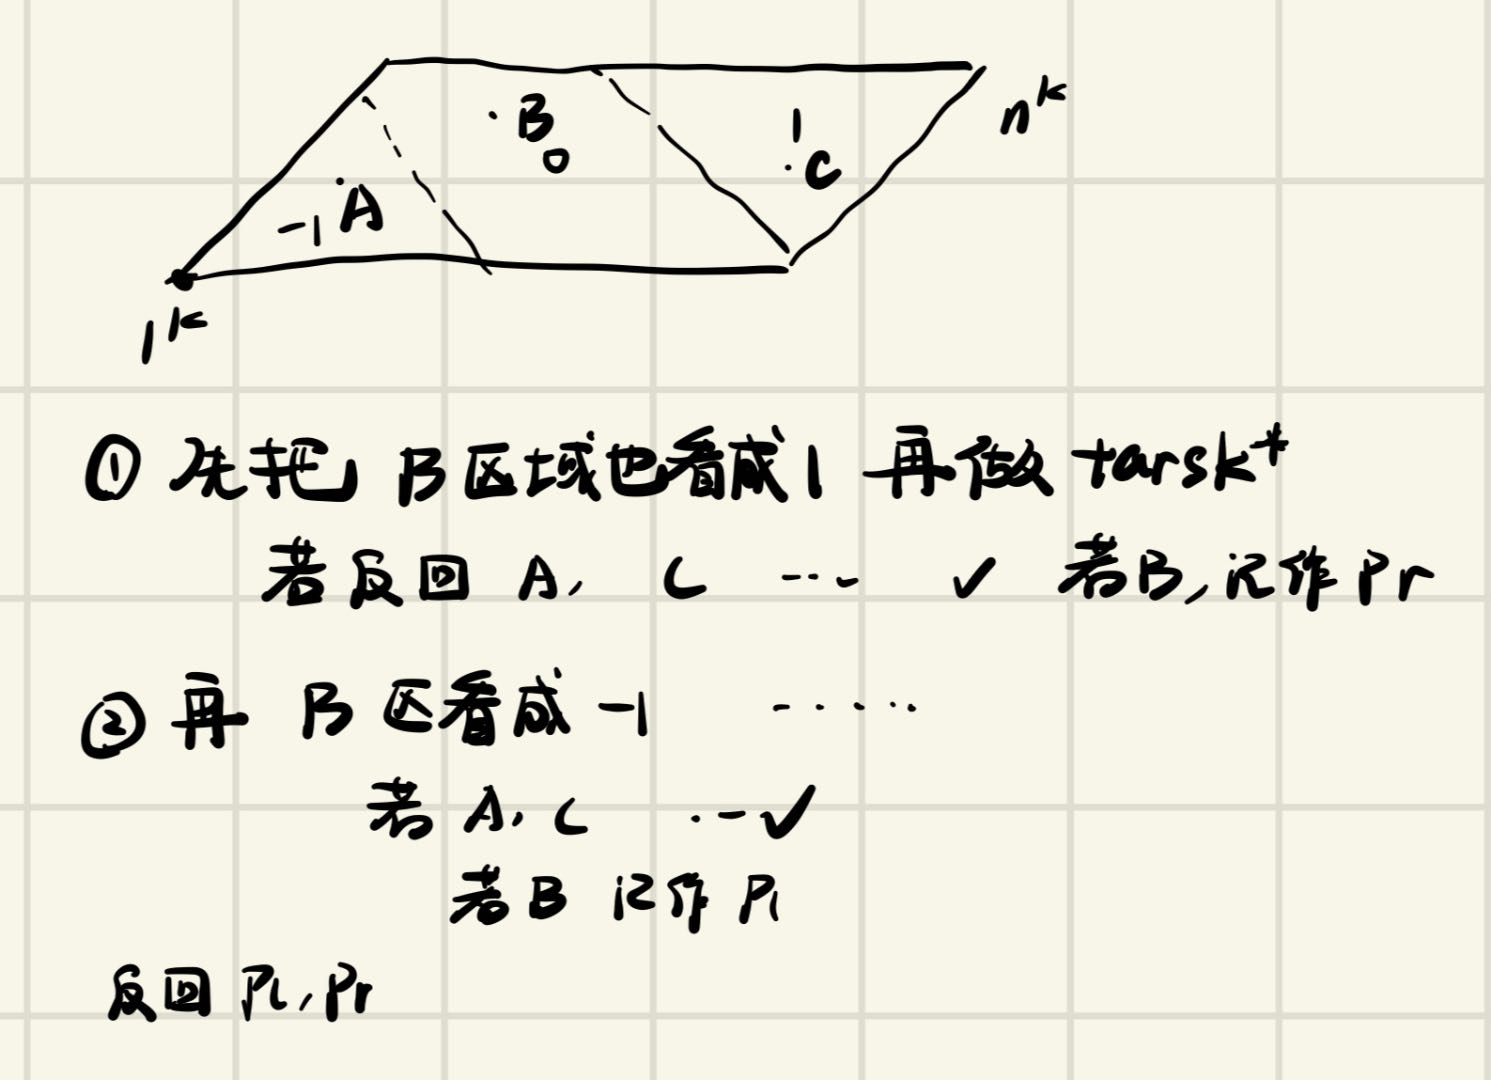 n^k
B
0
1
C
-1 A
1^k
① 先把 B区域也看成1 再做 tarsk^+
若反回 A, C ---- ✓ 若B,记作 Pr
② 再 B区看成 -1 ·····
若 A, C ·-- ✓
若B 记作 Pl
反回 Pl, Pr